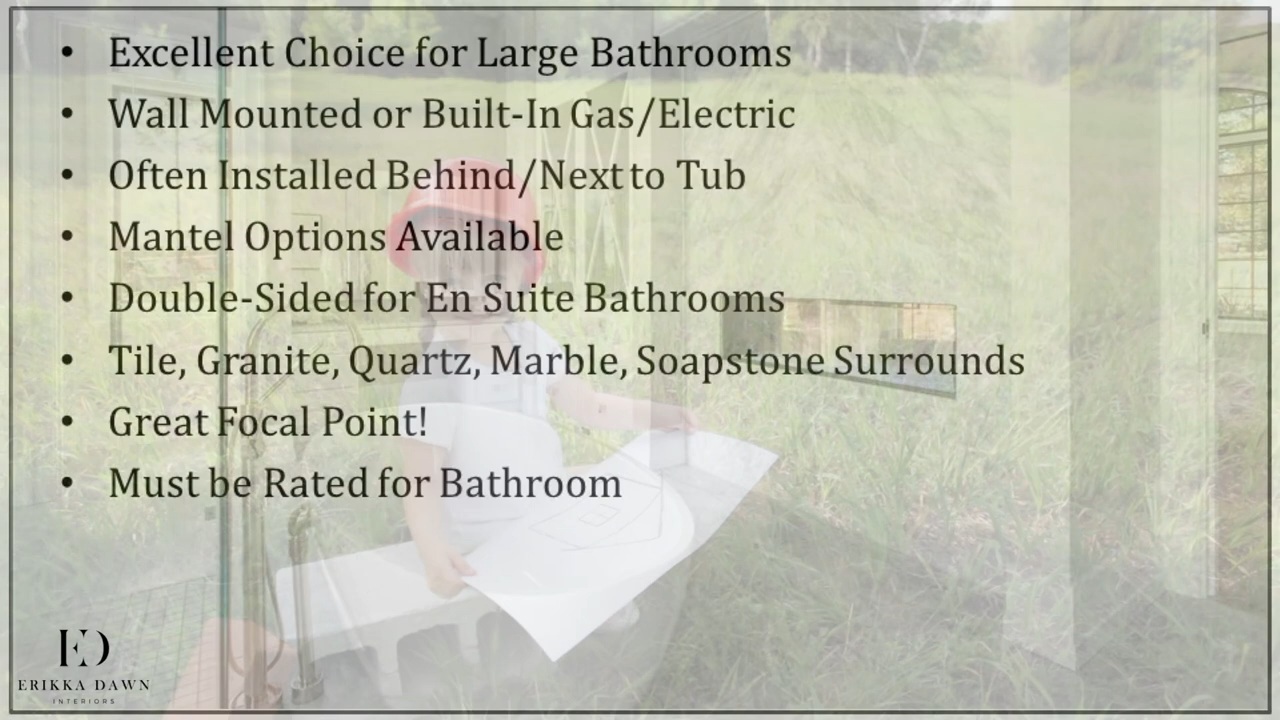 • Excellent Choice for Large Bathrooms
• Wall Mounted or Built-In Gas/Electric
• Often Installed Behind/Next to Tub
• Mantel Options Available
• Double-Sided for En Suite Bathrooms
• Tile, Granite, Quartz, Marble, Soapstone Surrounds
• Great Focal Point!
• Must be Rated for Bathroom
ED
ERIKKA DAWN
INTERIORS